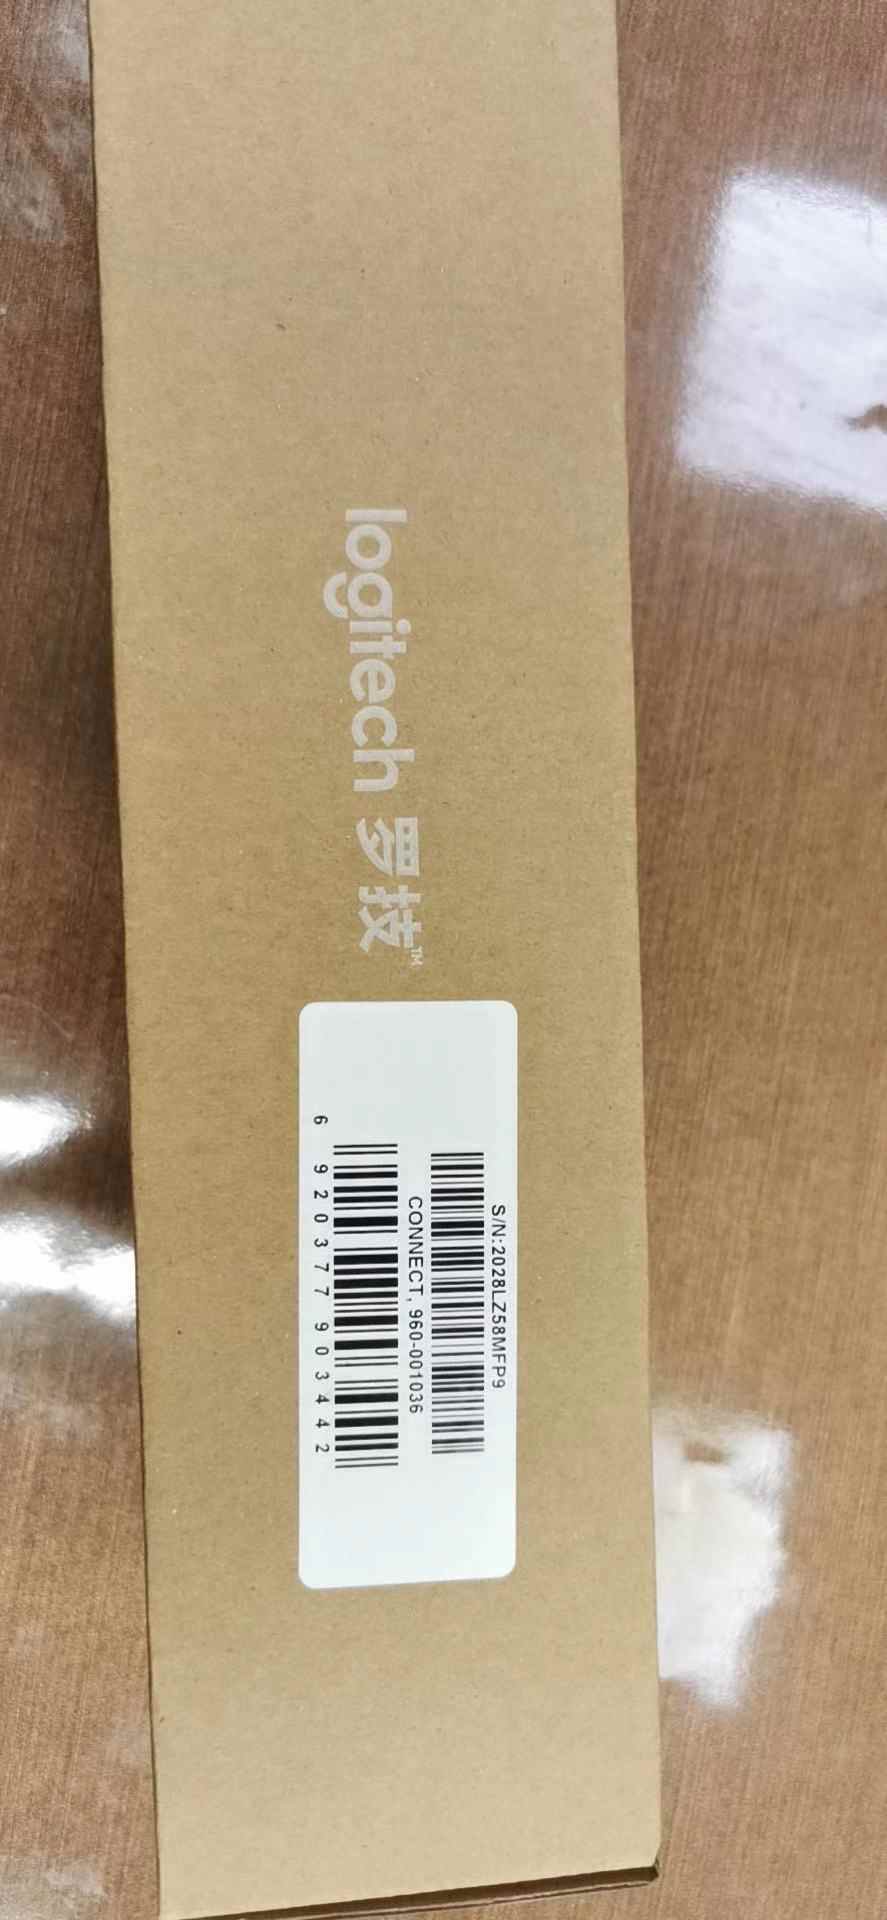 logitech 罗技™
S/N:2028LZ58MFP9
CONNECT, 960-001036
6 920377 903442